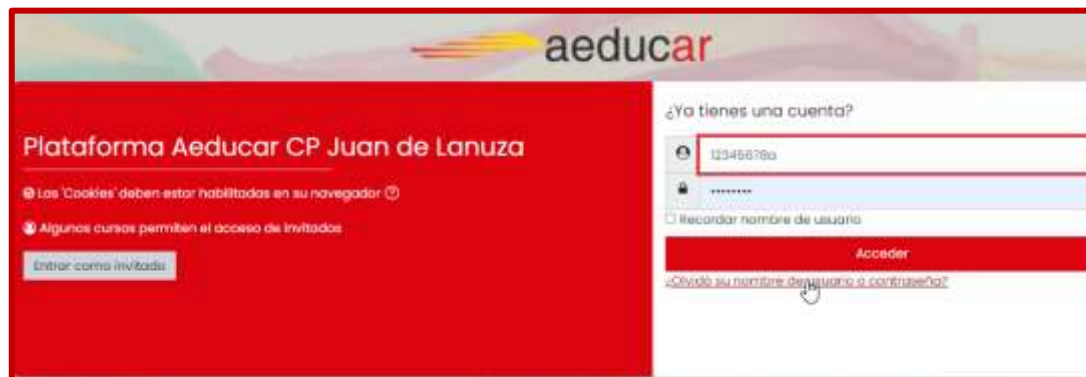 aeducar
Plataforma Aeducar CP Juan de Lanuza
Las 'Cookies' deben estar habilitadas en su navegador
Algunos cursos permiten el acceso de invitados
Entrar como invitado
¿Ya tienes una cuenta?
12345678a
••••••••
Recordar nombre de usuario
Acceder
¿Olvidó su nombre de usuario o contraseña?